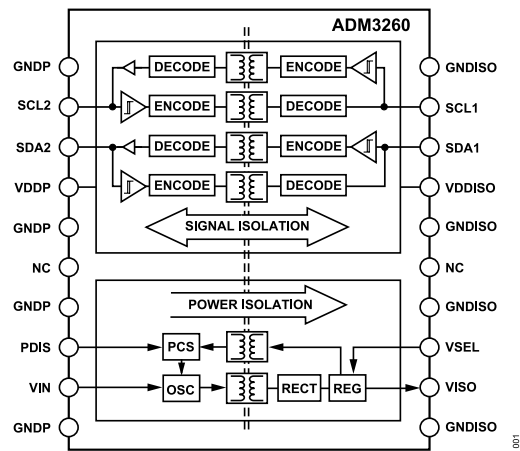 ADM3260
GNDP DECODE ENCODE GNDISO
SCL2 ENCODE DECODE SCL1
SDA2 DECODE ENCODE SDA1
VDDP ENCODE DECODE VDDISO
GNDP SIGNAL ISOLATION GNDISO
NC NC
GNDP POWER ISOLATION GNDISO
PDIS PCS VSEL
VIN OSC RECT REG VISO
GNDP GNDISO
001